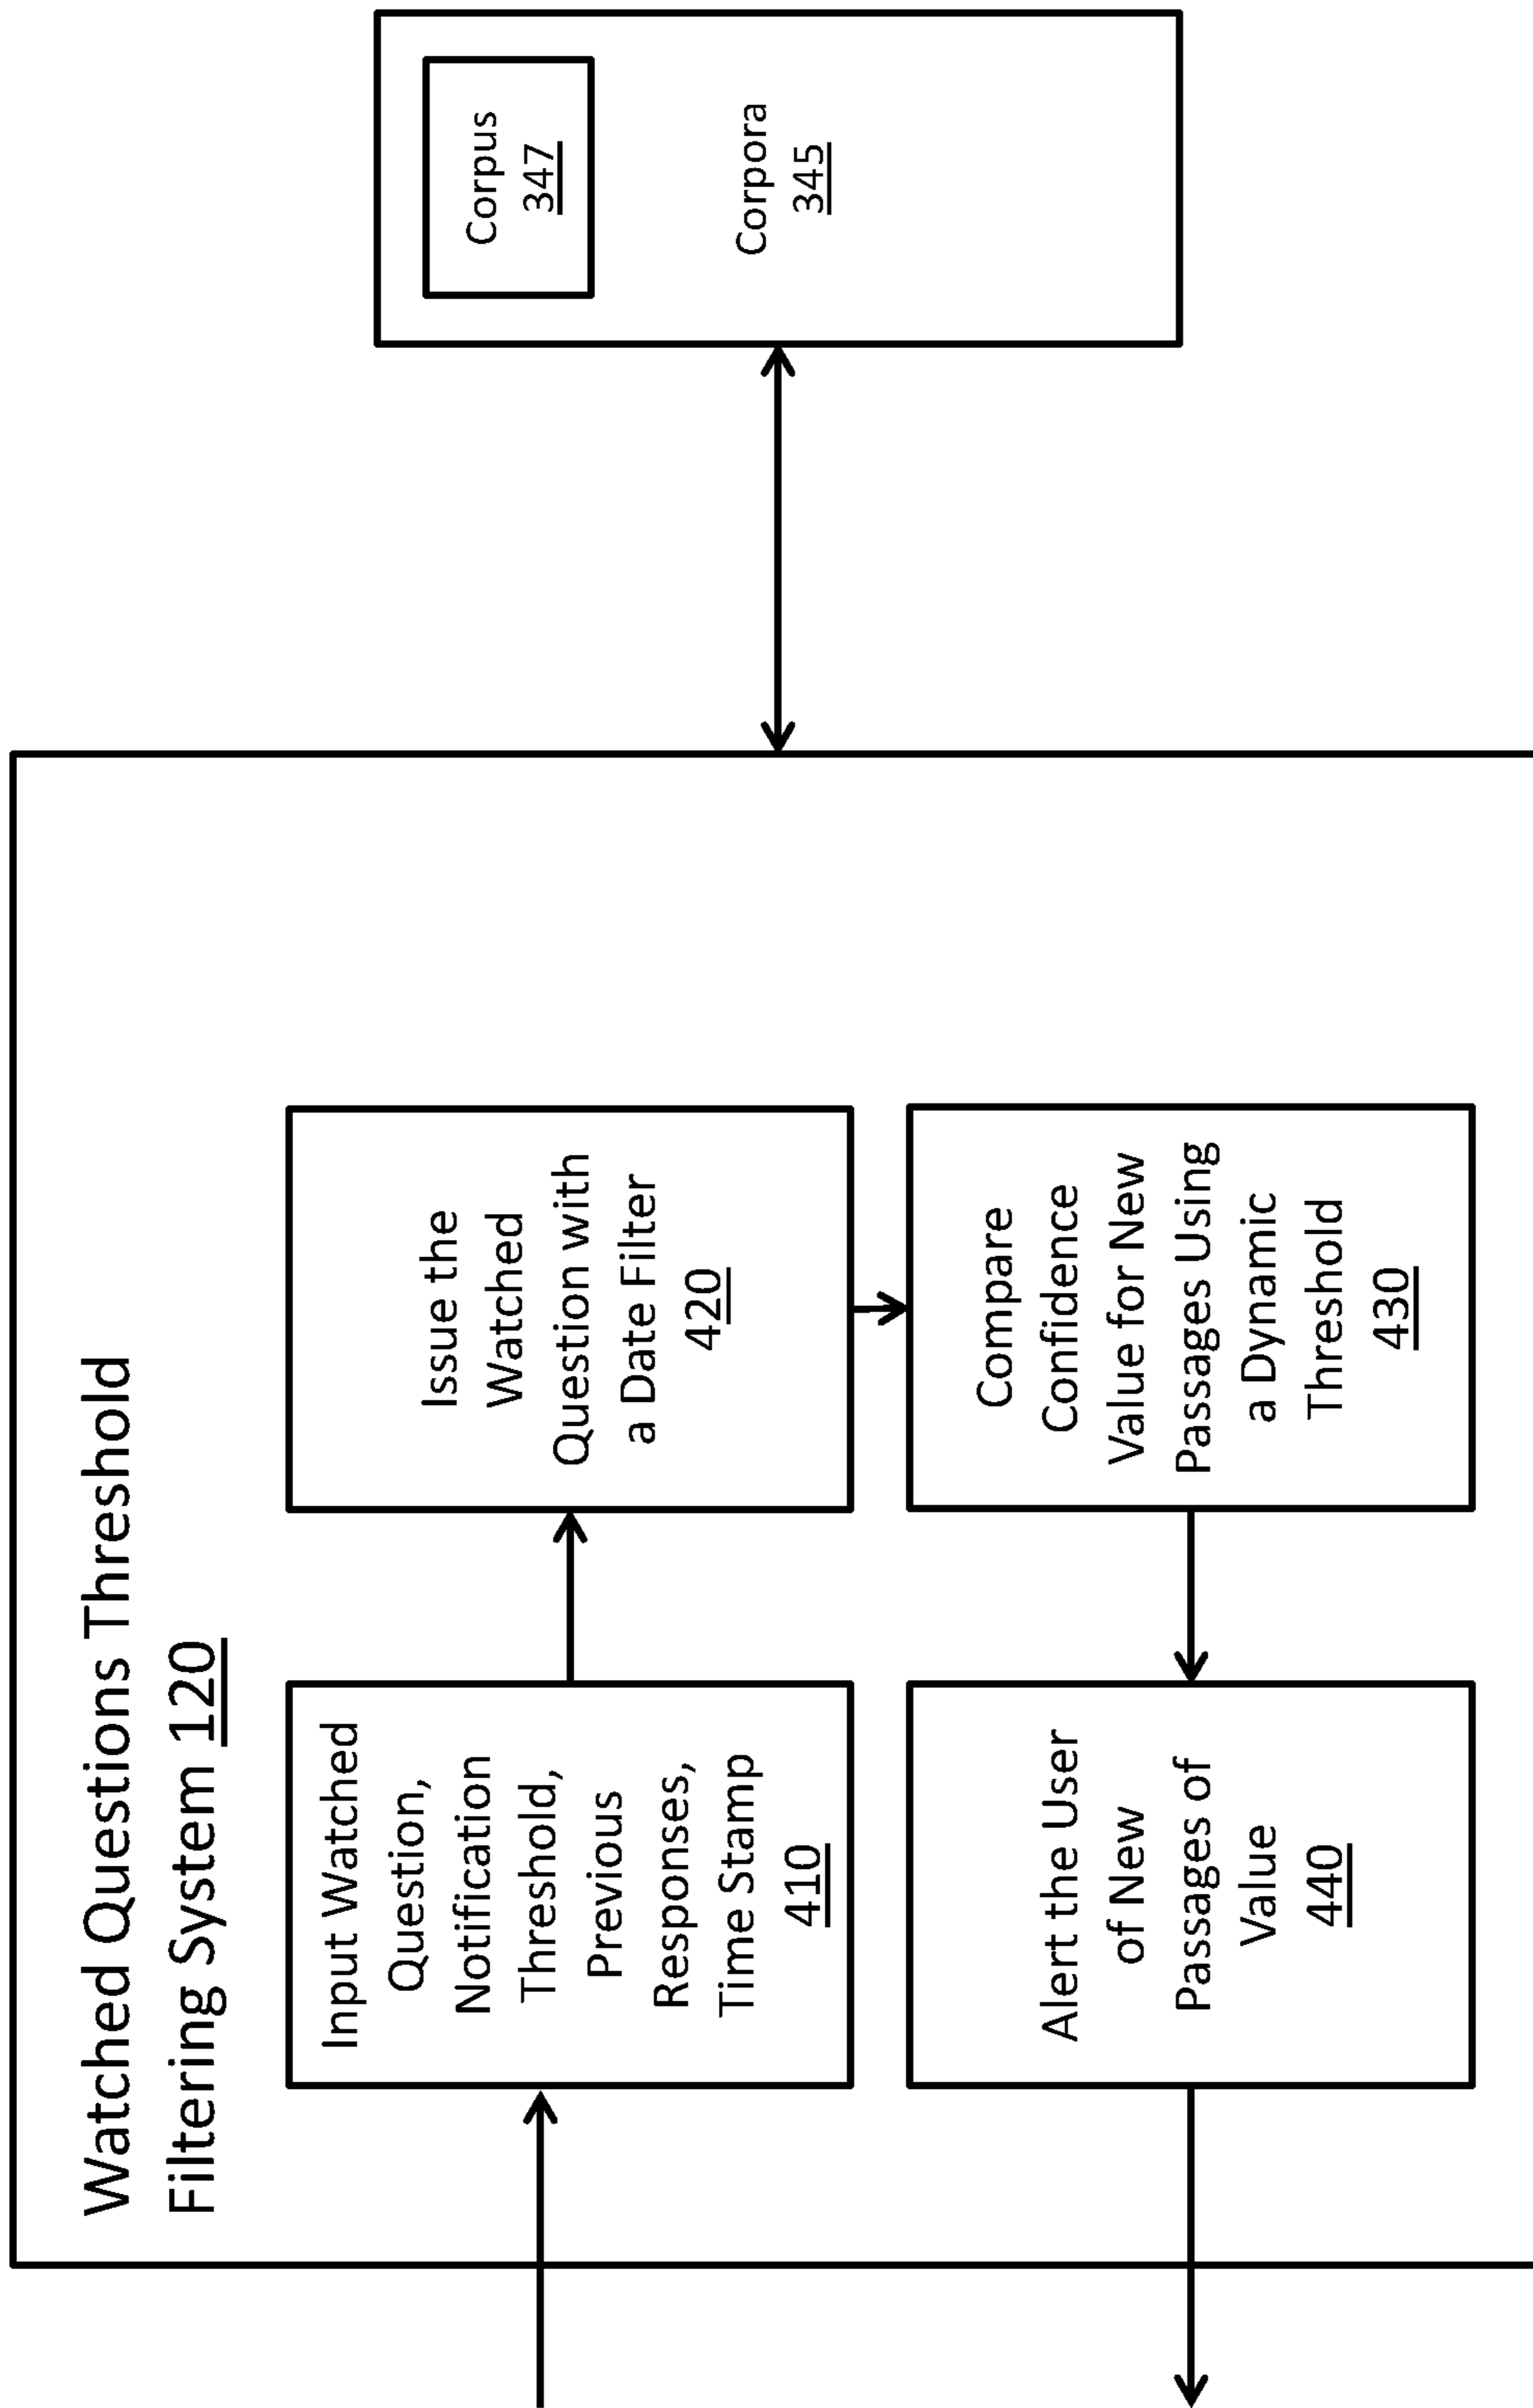 Watched Questions Threshold
Filtering System 120
Input Watched
Question,
Notification
Threshold,
Previous
Responses,
Time Stamp
410
Issue the
Watched
Question with
a Date Filter
420
Alert the User
of New
Passages of
Value
440
Compare
Confidence
Value for New
Passages Using
a Dynamic
Threshold
430
Corpus
347
Corpora
345